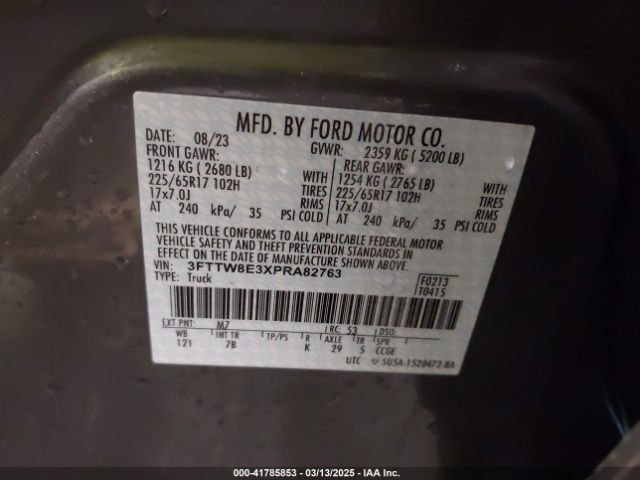 MFD. BY FORD MOTOR CO.
DATE: 08/23 GVWR: 2359 KG ( 5200 LB)
FRONT GAWR: REAR GAWR:
1216 KG ( 2680 LB) WITH 1254 KG ( 2765 LB) WITH
225/65R17 102H TIRES 225/65R17 102H TIRES
17x7.0J RIMS 17x7.0J RIMS
AT 240 kPa/ 35 PSI COLD AT 240 kPa/ 35 PSI COLD
THIS VEHICLE CONFORMS TO ALL APPLICABLE FEDERAL MOTOR
VEHICLE SAFETY AND THEFT PREVENTION STANDARDS IN
EFFECT ON THE DATE OF MANUFACTURE SHOWN ABOVE.
VIN: 3FTTW8E3XPRA82763 F0213
TYPE: Truck T0415
EXT PNT: M7 RC: 53 DSO:
WB INT TR TP/PS R AXLE TR SPR
121 7B K 29 5 CCGE
UTC SUSA-1520472-BA
000-41785853 — 03/13/2025 — IAA Inc.